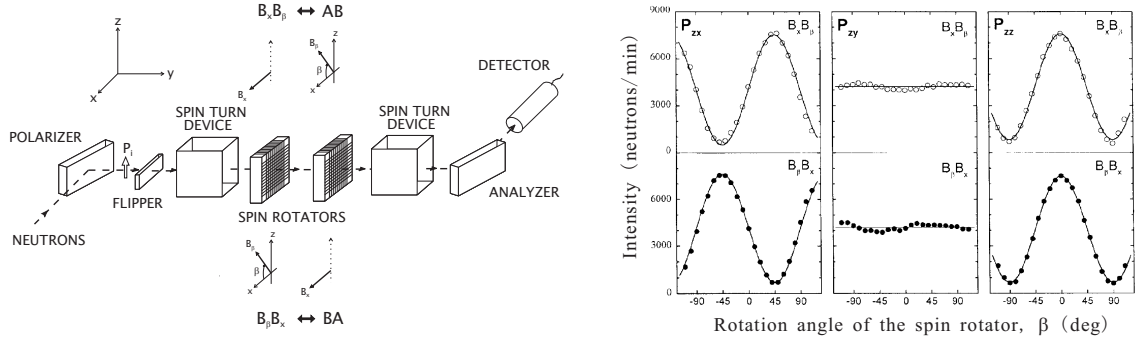 BₓBᵦ ↔ AB
z
y
x
Bᵦ
β
Bₓ
z
x
DETECTOR
POLARIZER
Pᵢ
SPIN TURN
DEVICE
SPIN TURN
DEVICE
FLIPPER
ANALYZER
SPIN ROTATORS
NEUTRONS
z
Bᵦ
β
x
Bₓ
BᵦBₓ ↔ BA
Intensity (neutrons/min)
9000
6000
3000
0
6000
3000
0
P_zx
BₓBᵦ
P_zy
BₓBᵦ
P_zz
BₓBᵦ
BᵦBₓ
BᵦBₓ
BᵦBₓ
-90 -45 0 45 90
-90 -45 0 45 90
-90 -45 0 45 90
Rotation angle of the spin rotator, β (deg)